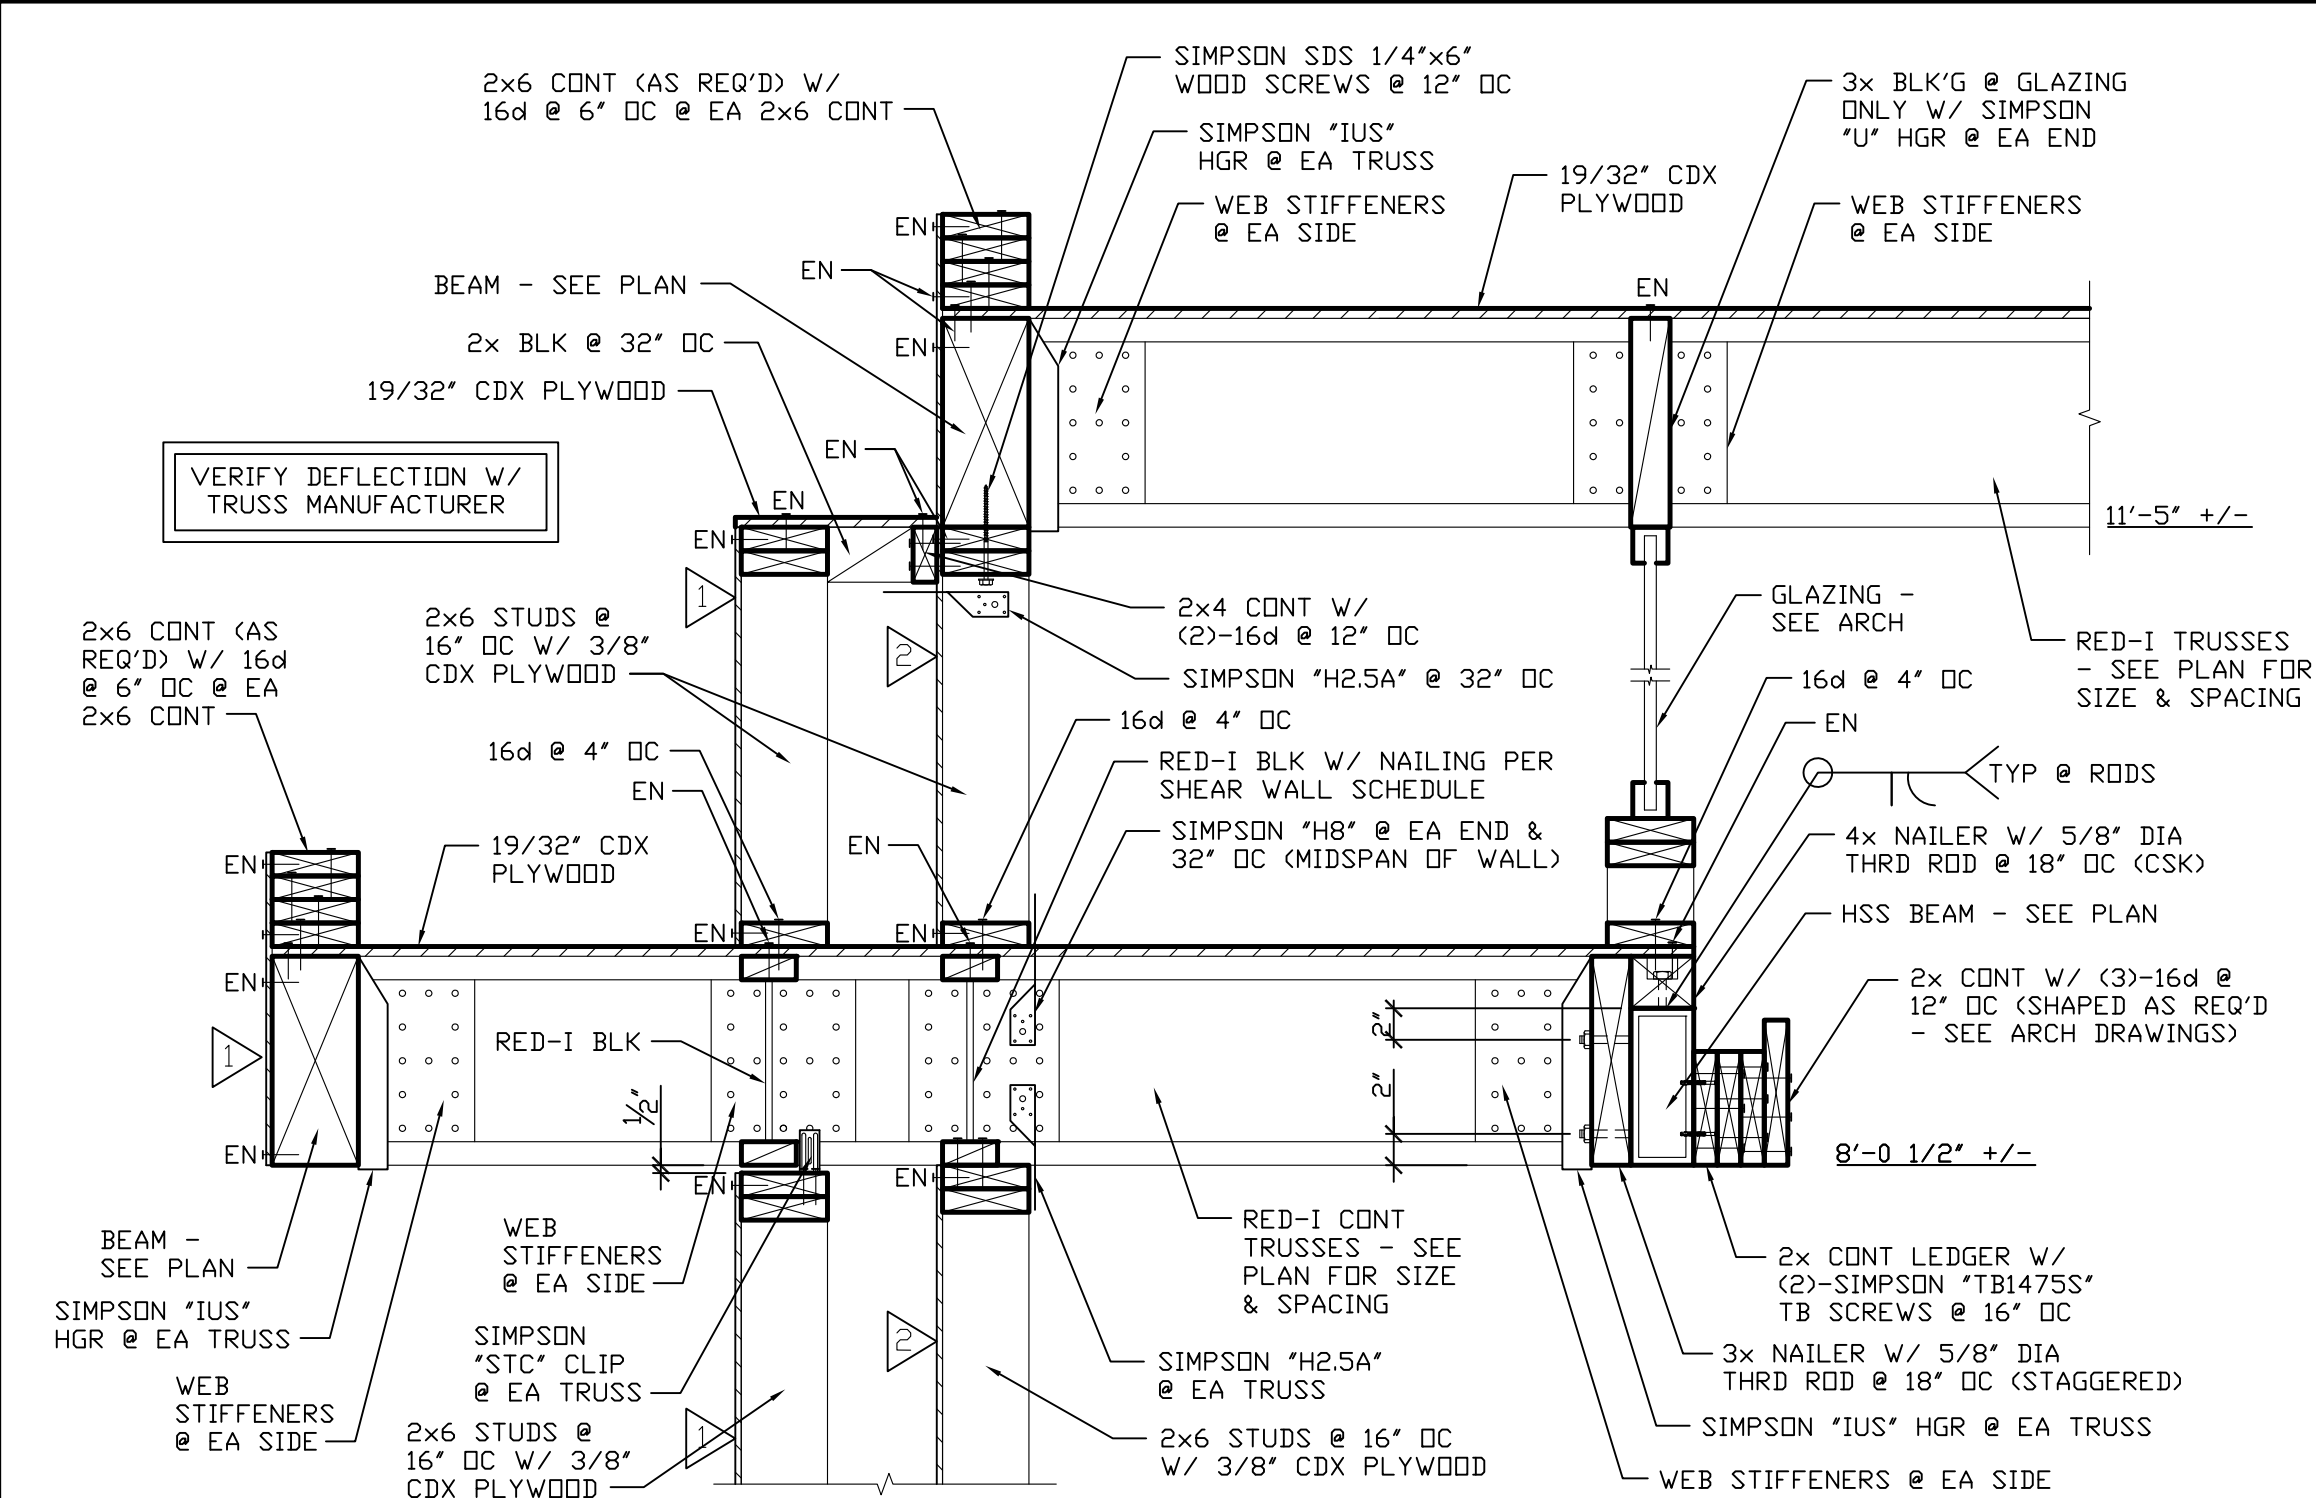 SIMPSON SDS 1/4"x6"
WOOD SCREWS @ 12" OC
2x6 CONT (AS REQ'D) W/
16d @ 6" OC @ EA 2x6 CONT
3x BLK'G @ GLAZING
ONLY W/ SIMPSON
"U" HGR @ EA END
SIMPSON "IUS"
HGR @ EA TRUSS
19/32" CDX
PLYWOOD
WEB STIFFENERS
@ EA SIDE
WEB STIFFENERS
@ EA SIDE
EN
EN
BEAM - SEE PLAN
EN
2x BLK @ 32" OC
EN
19/32" CDX PLYWOOD
EN
VERIFY DEFLECTION W/
TRUSS MANUFACTURER
EN
EN
11'-5" +/-
1
2
2x6 STUDS @
16" OC W/ 3/8"
CDX PLYWOOD
2x4 CONT W/
(2)-16d @ 12" OC
GLAZING -
SEE ARCH
2x6 CONT (AS
REQ'D) W/ 16d
@ 6" OC @ EA
2x6 CONT
RED-I TRUSSES
- SEE PLAN FOR
SIZE & SPACING
SIMPSON "H2.5A" @ 32" OC
16d @ 4" OC
16d @ 4" OC
EN
16d @ 4" OC
RED-I BLK W/ NAILING PER
SHEAR WALL SCHEDULE
TYP @ RODS
EN
SIMPSON "H8" @ EA END &
32" OC (MIDSPAN OF WALL)
4x NAILER W/ 5/8" DIA
THRD ROD @ 18" OC (CSK)
19/32" CDX
PLYWOOD
EN
EN
HSS BEAM - SEE PLAN
EN
EN
EN
2x CONT W/ (3)-16d @
12" OC (SHAPED AS REQ'D
- SEE ARCH DRAWINGS)
1
RED-I BLK
2"
2"
1/2"
EN
8'-0 1/2" +/-
EN
EN
BEAM -
SEE PLAN
WEB
STIFFENERS
@ EA SIDE
RED-I CONT
TRUSSES - SEE
PLAN FOR SIZE
& SPACING
2x CONT LEDGER W/
(2)-SIMPSON "TB1475S"
TB SCREWS @ 16" OC
SIMPSON "IUS"
HGR @ EA TRUSS
SIMPSON
"STC" CLIP
@ EA TRUSS
2
SIMPSON "H2.5A"
@ EA TRUSS
3x NAILER W/ 5/8" DIA
THRD ROD @ 18" OC (STAGGERED)
WEB
STIFFENERS
@ EA SIDE
SIMPSON "IUS" HGR @ EA TRUSS
2x6 STUDS @
16" OC W/ 3/8"
CDX PLYWOOD
1
2x6 STUDS @ 16" OC
W/ 3/8" CDX PLYWOOD
WEB STIFFENERS @ EA SIDE